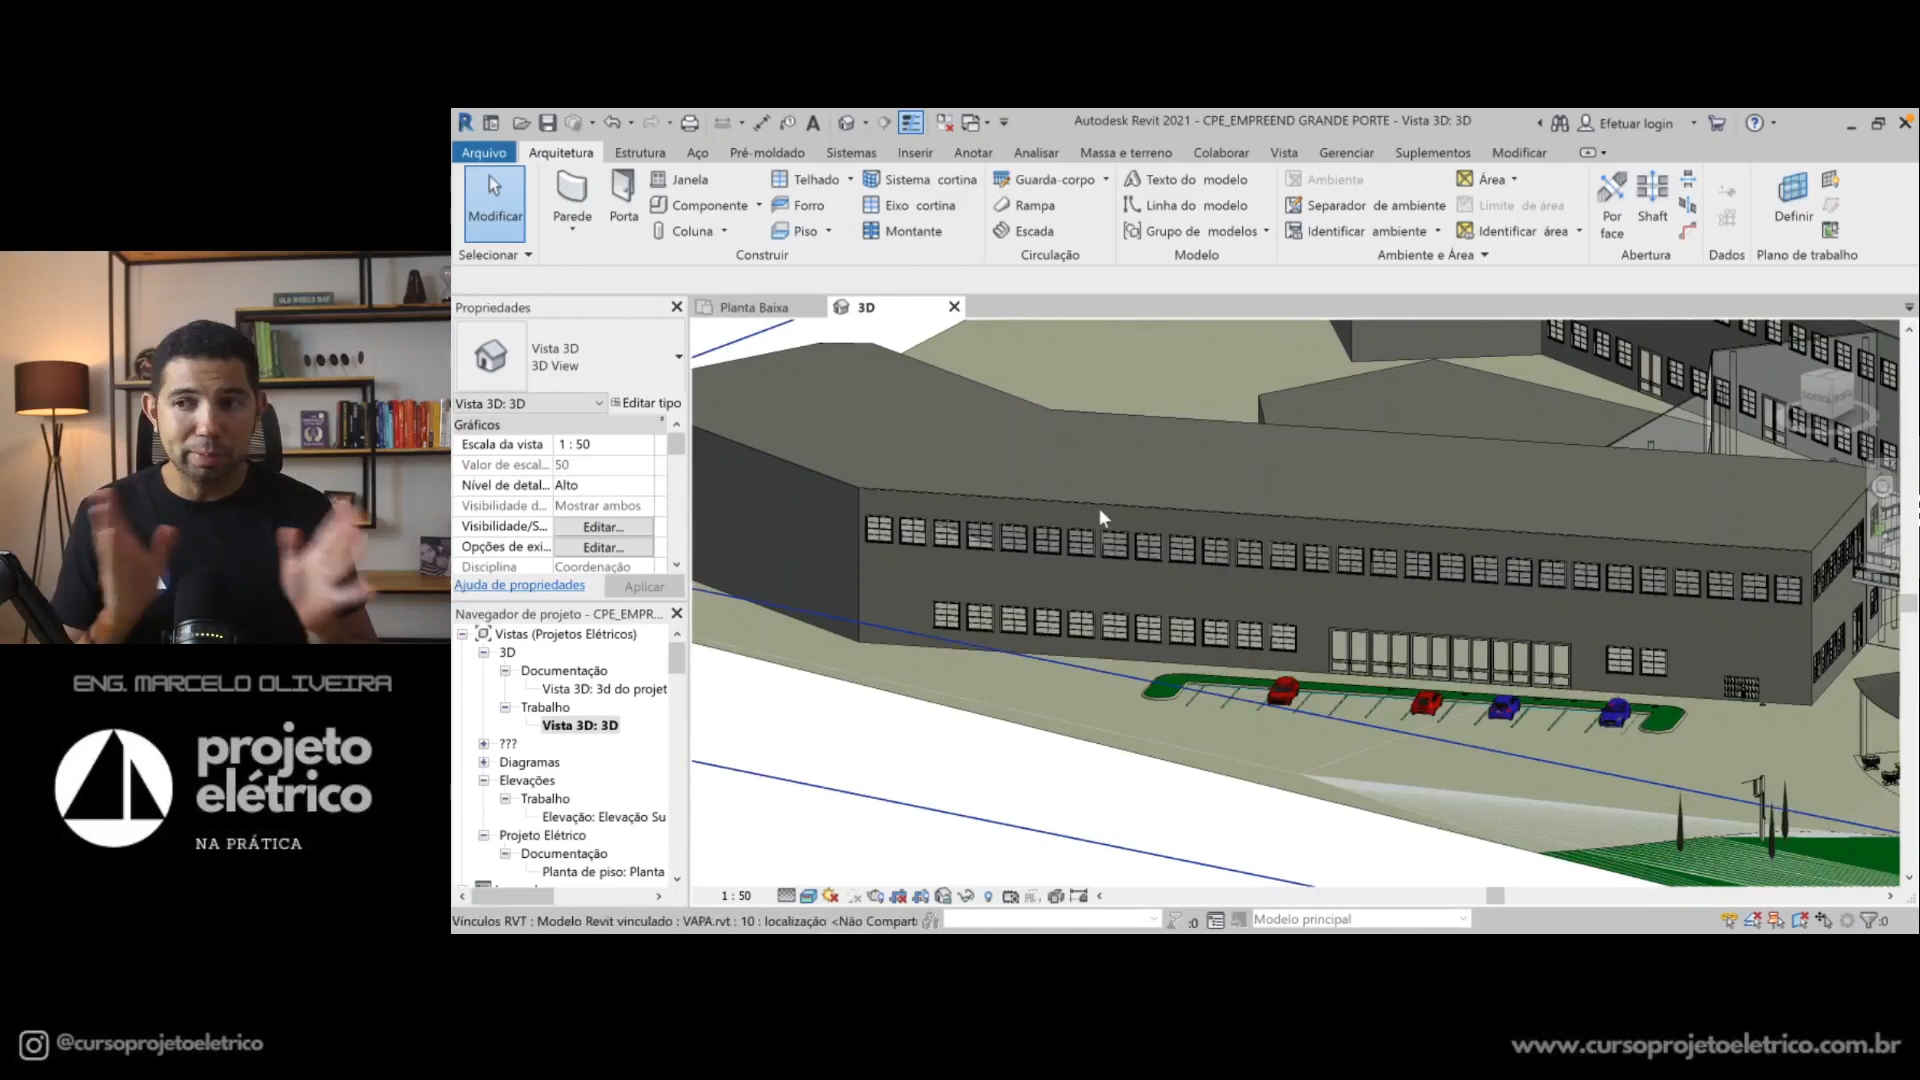 Autodesk Revit 2021 - CPE_EMPREEND GRANDE PORTE - Vista 3D: 3D
Efetuar login
Arquivo Arquitetura Estrutura Aço Pré-moldado Sistemas Inserir Anotar Analisar Massa e terreno Colaborar Vista Gerenciar Suplementos Modificar
Modificar
Parede
Porta
Janela
Componente
Coluna
Telhado
Forro
Piso
Sistema cortina
Eixo cortina
Montante
Guarda-corpo
Rampa
Escada
Texto do modelo
Linha do modelo
Grupo de modelos
Ambiente
Separador de ambiente
Identificar ambiente
Área
Limite de área
Identificar área
Por face
Shaft
Definir
Selecionar Construir Circulação Modelo Ambiente e Área Abertura Dados Plano de trabalho
Propriedades
Planta Baixa
3D
Vista 3D
3D View
Vista 3D: 3D
Editar tipo
Gráficos
Escala da vista 1 : 50
Valor de escal... 50
Nível de detal... Alto
Visibilidade d... Mostrar ambos
Visibilidade/S... Editar...
Opções de exi... Editar...
Disciplina Coordenação
Ajuda de propriedades Aplicar
Navegador de projeto - CPE_EMPR...
Vistas (Projetos Elétricos)
3D
Documentação
Vista 3D: 3d do projet
Trabalho
Vista 3D: 3D
???
Diagramas
Elevações
Trabalho
Elevação: Elevação Su
Projeto Elétrico
Documentação
Planta de piso: Planta
1 : 50
Vínculos RVT : Modelo Revit vinculado : VAPA.rvt : 10 : localização <Não Compart
:0
Modelo principal
:0
OLD WORLD MAP
ENG. MARCELO OLIVEIRA
projeto
elétrico
NA PRÁTICA
@cursoprojetoeletrico
www.cursoprojetoeletrico.com.br